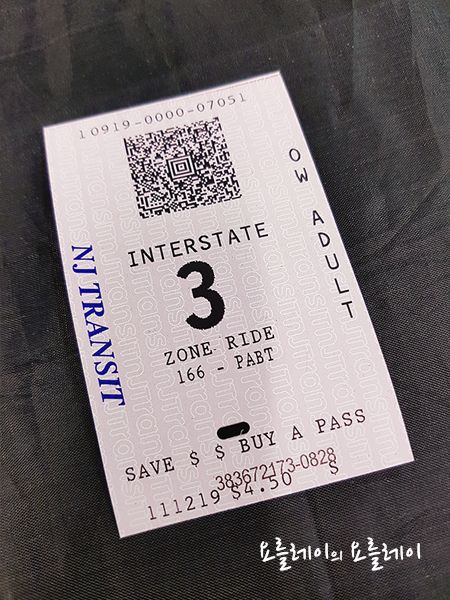 10919-0000-07051
OW ADULT
INTERSTATE
3
ZONE RIDE
166 - PABT
NJ TRANSIT
SAVE $ $ BUY A PASS
383672173-0828
111219 $4.50 $
요를레이의 요를레이